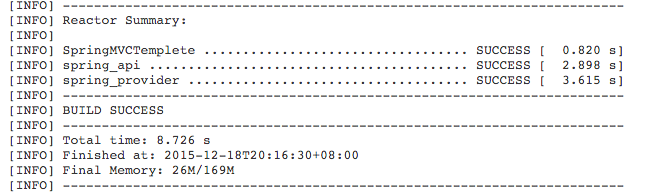 [INFO] ------------------------------------------------------------------------
[INFO] Reactor Summary:
[INFO]
[INFO] SpringMVCTemplete .................................. SUCCESS [  0.820 s]
[INFO] spring_api ......................................... SUCCESS [  2.898 s]
[INFO] spring_provider .................................... SUCCESS [  3.615 s]
[INFO] ------------------------------------------------------------------------
[INFO] BUILD SUCCESS
[INFO] ------------------------------------------------------------------------
[INFO] Total time: 8.726 s
[INFO] Finished at: 2015-12-18T20:16:30+08:00
[INFO] Final Memory: 26M/169M
[INFO] ------------------------------------------------------------------------